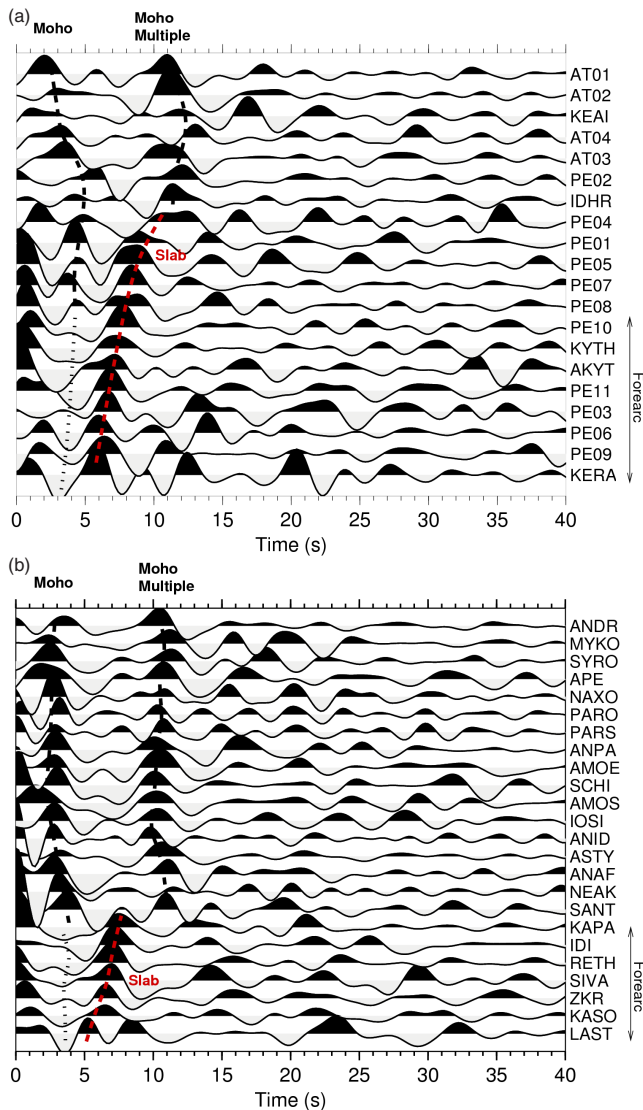 (a)
Moho
Moho
Multiple
AT01
AT02
KEAI
AT04
AT03
PE02
IDHR
PE04
PE01
Slab
PE05
PE07
PE08
PE10
KYTH
AKYT
PE11
PE03
PE06
PE09
KERA
Forearc
0 5 10 15 20 25 30 35 40
Time (s)
(b)
Moho
Moho
Multiple
ANDR
MYKO
SYRO
APE
NAXO
PARO
PARS
ANPA
AMOE
SCHI
AMOS
IOSI
ANID
ASTY
ANAF
NEAK
SANT
KAPA
IDI
RETH
Slab
SIVA
ZKR
KASO
LAST
Forearc
0 5 10 15 20 25 30 35 40
Time (s)